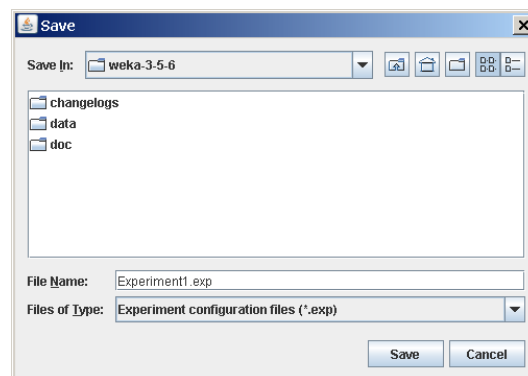 Save
Save In: weka-3-5-6
changelogs
data
doc
File Name: Experiment1.exp
Files of Type: Experiment configuration files (*.exp)
Save Cancel